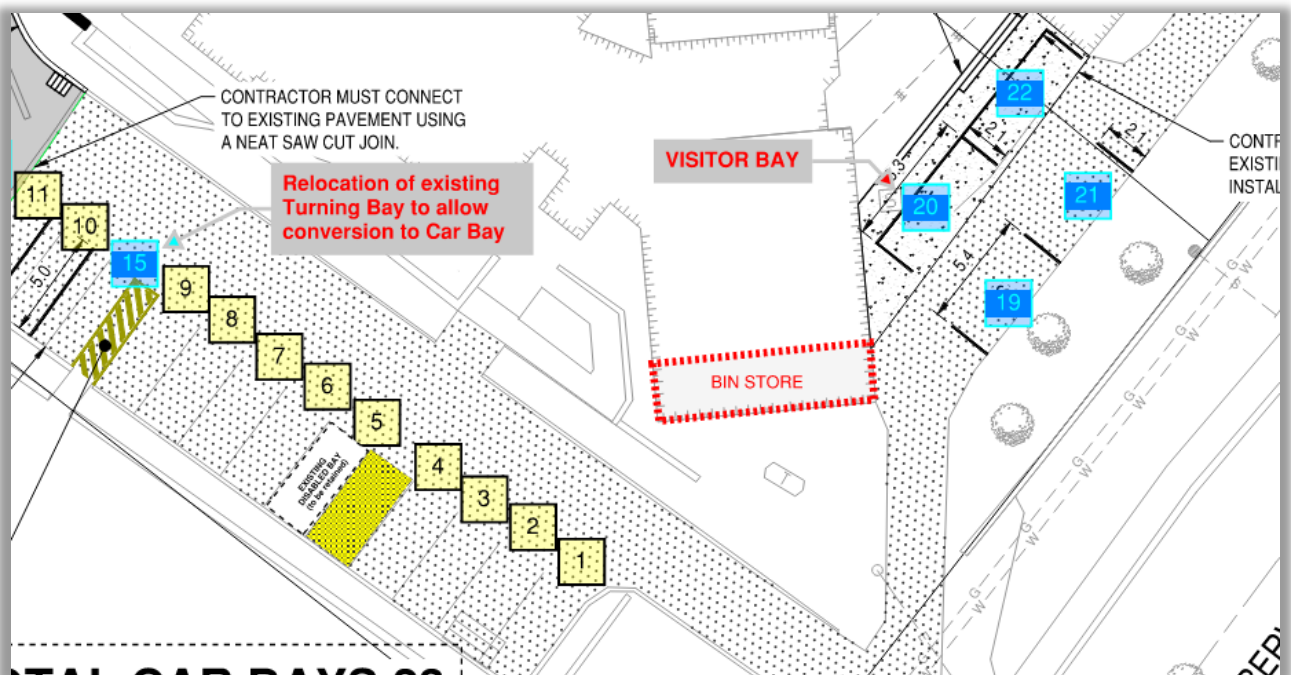 CONTRACTOR MUST CONNECT
TO EXISTING PAVEMENT USING
A NEAT SAW CUT JOIN.
Relocation of existing
Turning Bay to allow
conversion to Car Bay
VISITOR BAY
22
2.1
2.1
CONTR
EXISTI
INSTAL
20
21
5.4
19
11
10
15
5.0
9
8
7
6
5
4
3
2
1
EXISTING
DISABLED BAY
(to be retained)
BIN STORE
T
G
W
G
S
W
G
W
G
W
G
W
G
W
G
W